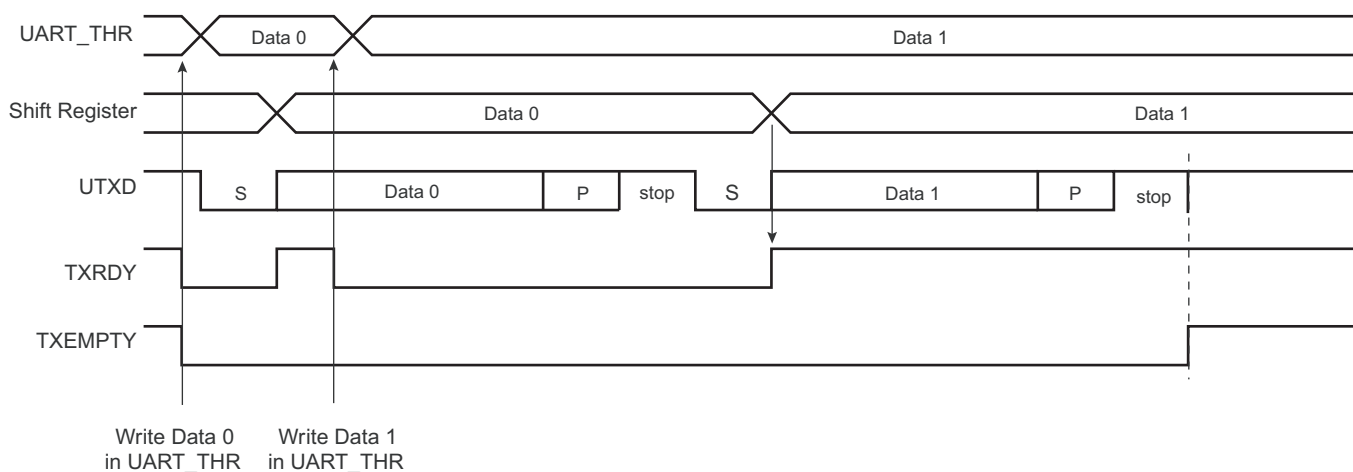 UART_THR
Data 0
Data 1
Shift Register
Data 0
Data 1
UTXD
S
Data 0
P
stop
S
Data 1
P
stop
TXRDY
TXEMPTY
Write Data 0
in UART_THR
Write Data 1
in UART_THR